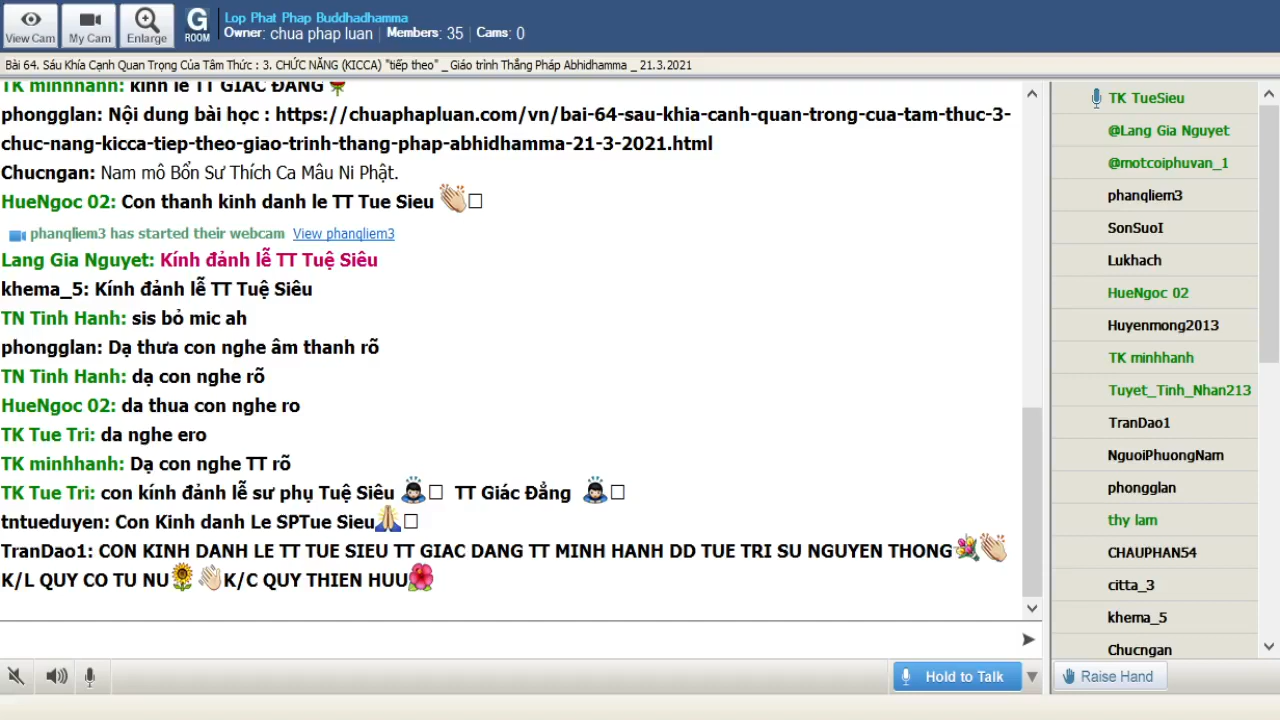 View Cam
My Cam
Enlarge
G
ROOM
Lop Phat Phap Buddhadhamma
Owner: chua phap luan Members: 35 Cams: 0
Bài 64. Sáu Khía Cạnh Quan Trọng Của Tâm Thức : 3. CHỨC NĂNG (KICCA) "tiếp theo" _ Giáo trình Thắng Pháp Abhidhamma _ 21.3.2021
TK minhhanh: kinh le TT GIAC ĐANG
phongglan: Nội dung bài học : https://chuaphapluan.com/vn/bai-64-sau-khia-canh-quan-trong-cua-tam-thuc-3-
chuc-nang-kicca-tiep-theo-giao-trinh-thang-phap-abhidhamma-21-3-2021.html
Chucngan: Nam mô Bổn Sư Thích Ca Mâu Ni Phật.
HueNgoc 02: Con thanh kinh danh le TT Tue Sieu
phanqliem3 has started their webcam View phanqliem3
Lang Gia Nguyet: Kính đảnh lễ TT Tuệ Siêu
khema_5: Kính đảnh lễ TT Tuệ Siêu
TN Tinh Hanh: sis bỏ mic ah
phongglan: Dạ thưa con nghe âm thanh rõ
TN Tinh Hanh: dạ con nghe rõ
HueNgoc 02: da thua con nghe ro
TK Tue Tri: da nghe ero
TK minhhanh: Dạ con nghe TT rõ
TK Tue Tri: con kính đảnh lễ sư phụ Tuệ Siêu TT Giác Đẳng
tntueduyen: Con Kinh danh Le SPTue Sieu
TranDao1: CON KINH DANH LE TT TUE SIEU TT GIAC DANG TT MINH HANH DD TUE TRI SU NGUYEN THONG
K/L QUY CO TU NU K/C QUY THIEN HUU
Hold to Talk
TK TueSieu
@Lang Gia Nguyet
@motcoiphuvan_1
phanqliem3
SonSuoI
Lukhach
HueNgoc 02
Huyenmong2013
TK minhhanh
Tuyet_Tinh_Nhan213
TranDao1
NguoiPhuongNam
phongglan
thy lam
CHAUPHAN54
citta_3
khema_5
Chucngan
Raise Hand